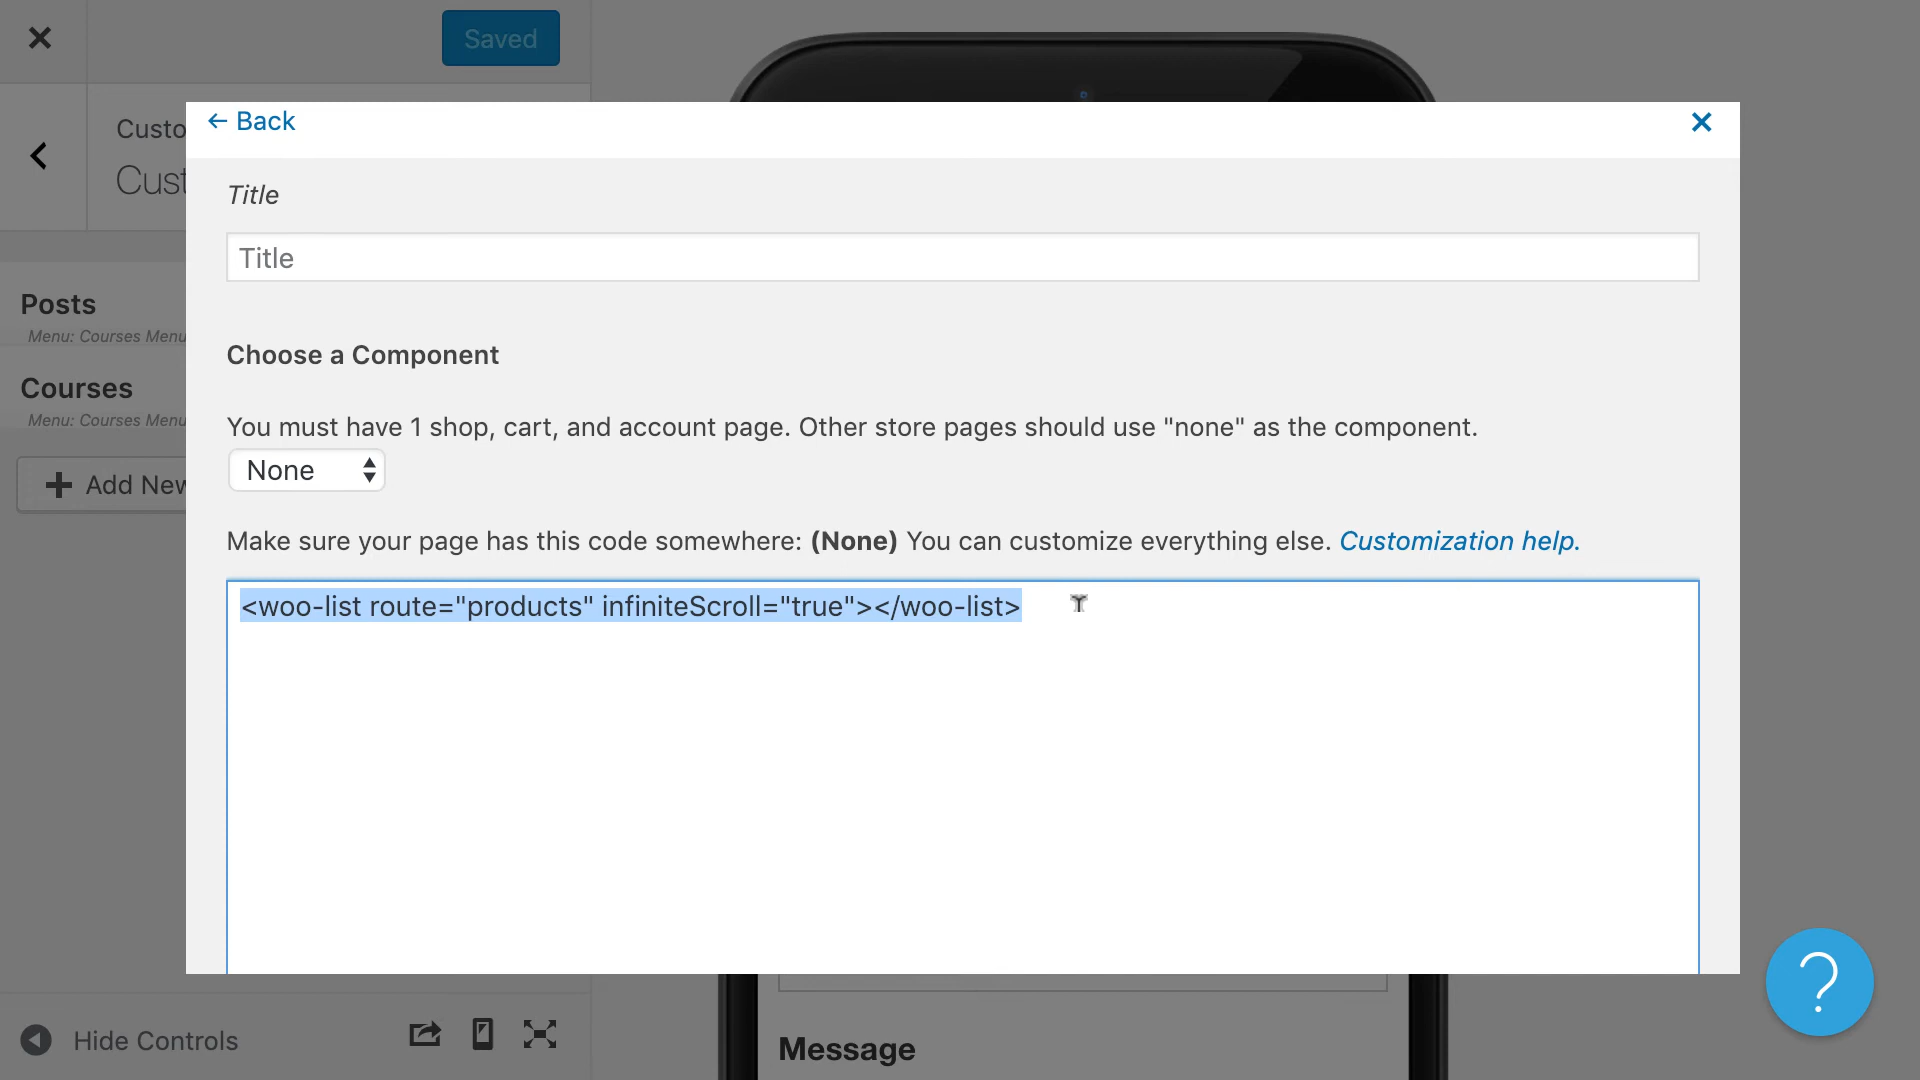 Saved
Custo
Cust
← Back
Title
Title
Posts
Menu: Courses Menu
Courses
Menu: Courses Menu
Add New
Choose a Component
You must have 1 shop, cart, and account page. Other store pages should use "none" as the component.
None
Make sure your page has this code somewhere: (None) You can customize everything else. Customization help.
<woo-list route="products" infiniteScroll="true"></woo-list>
?
Hide Controls
Message